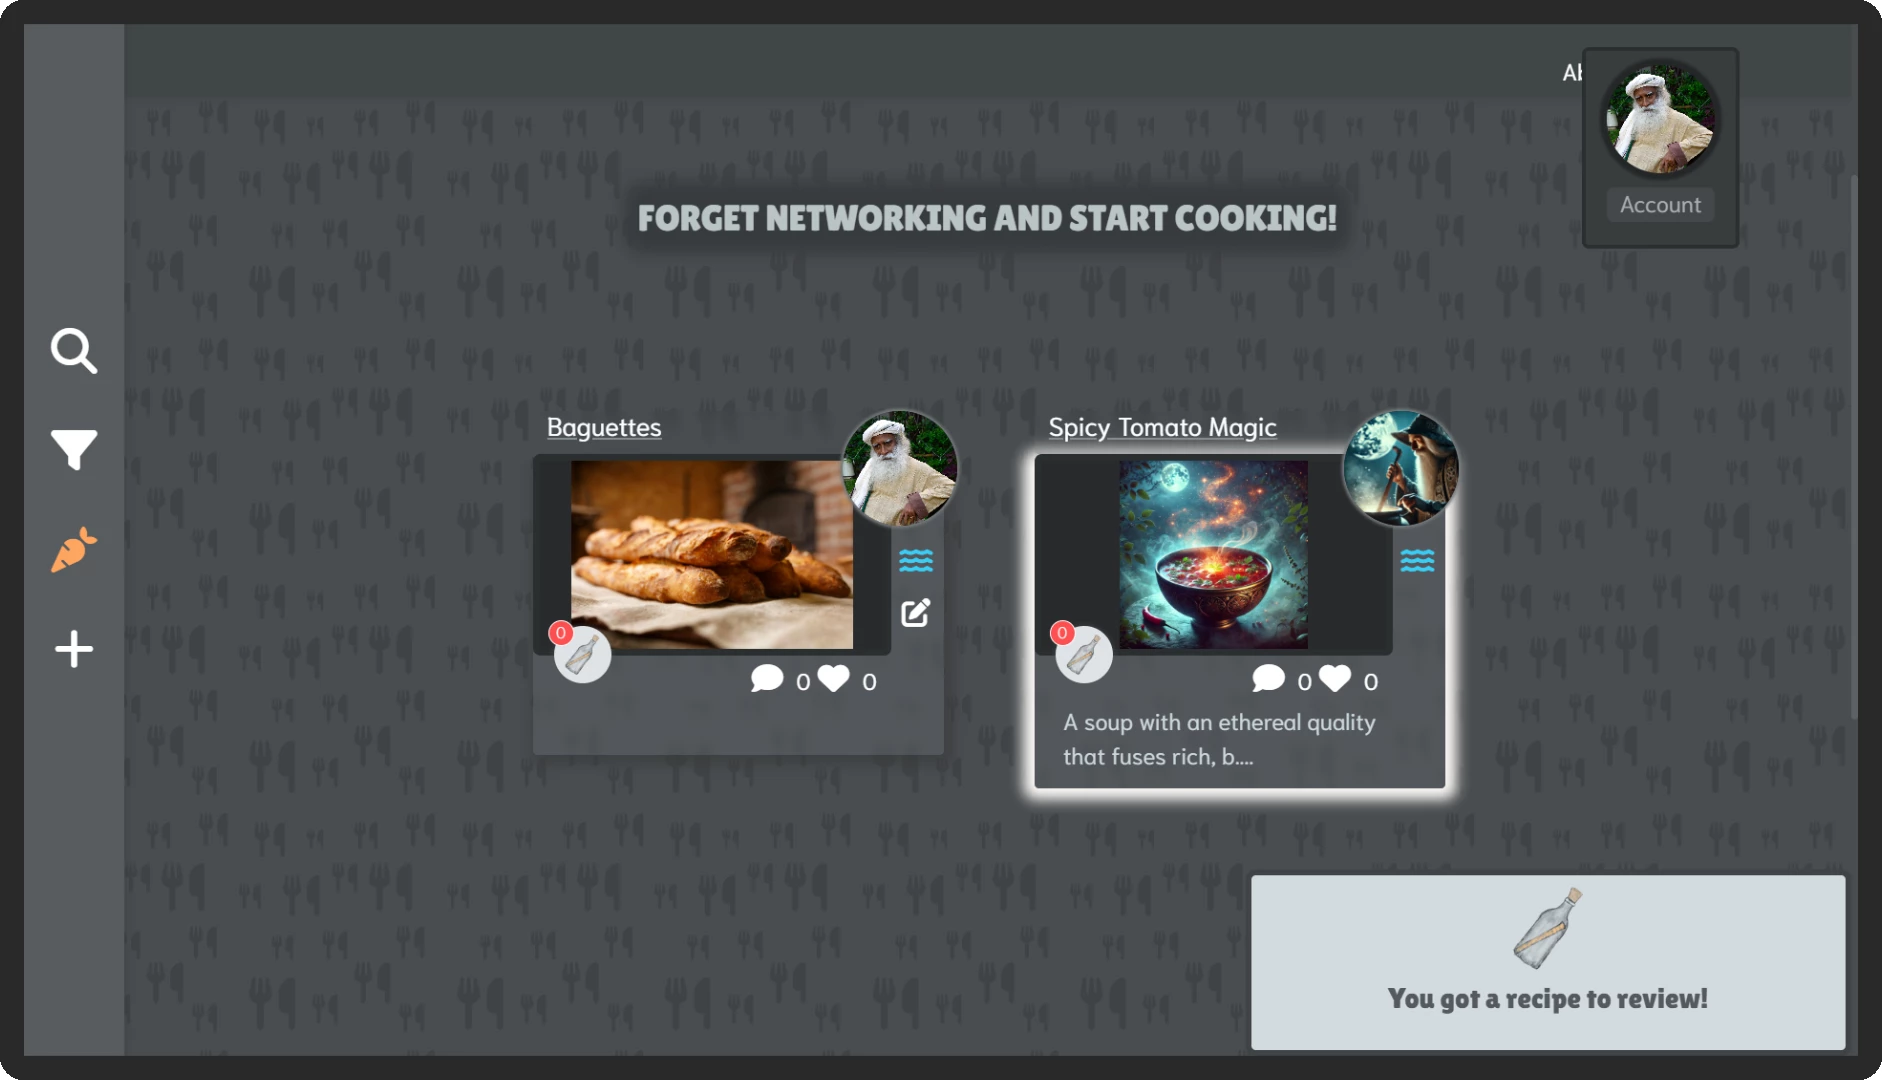 Ab
Account
FORGET NETWORKING AND START COOKING!
Baguettes
0
0
0
Spicy Tomato Magic
0
0
0
A soup with an ethereal quality
that fuses rich, b....
You got a recipe to review!